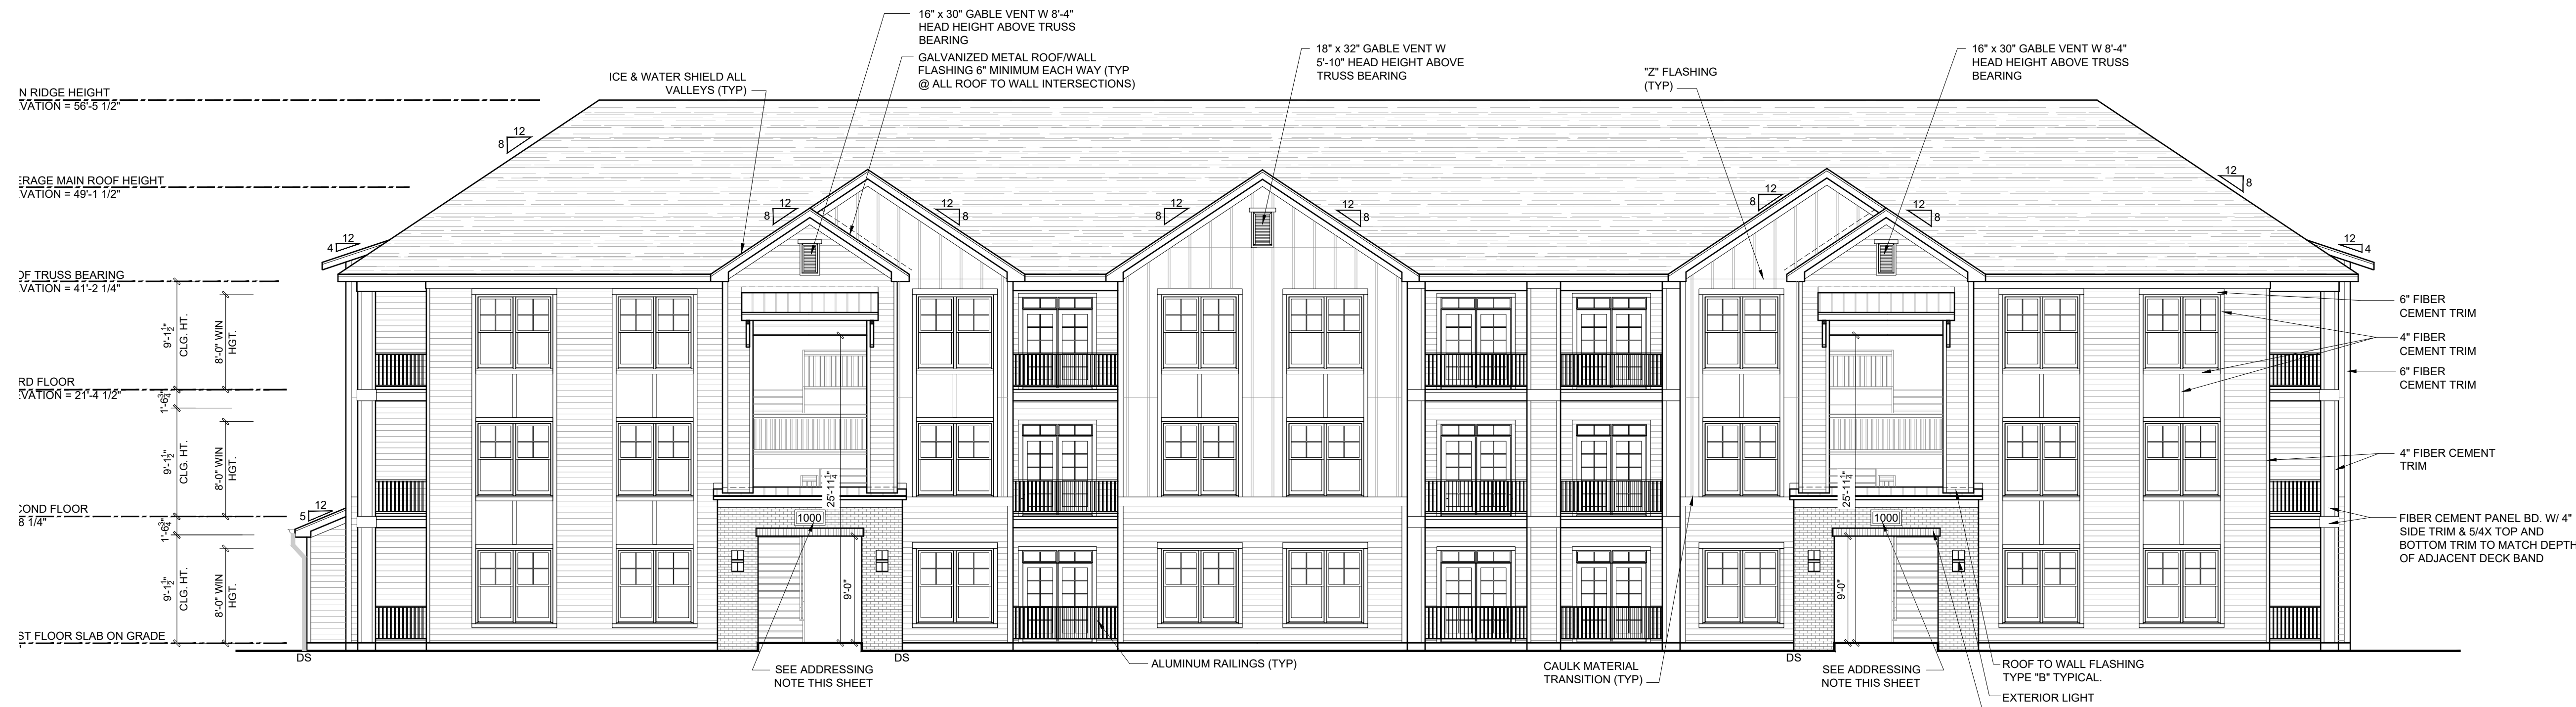 16" x 30" GABLE VENT W 8'-4"
HEAD HEIGHT ABOVE TRUSS
BEARING
GALVANIZED METAL ROOF/WALL
FLASHING 6" MINIMUM EACH WAY (TYP
@ ALL ROOF TO WALL INTERSECTIONS)
ICE & WATER SHIELD ALL
VALLEYS (TYP)
18" x 32" GABLE VENT W
5'-10" HEAD HEIGHT ABOVE
TRUSS BEARING
"Z" FLASHING
(TYP)
16" x 30" GABLE VENT W 8'-4"
HEAD HEIGHT ABOVE TRUSS
BEARING
N RIDGE HEIGHT
VATION = 56'-5 1/2"
ERAGE MAIN ROOF HEIGHT
VATION = 49'-1 1/2"
OF TRUSS BEARING
VATION = 41'-2 1/4"
RD FLOOR
VATION = 21'-4 1/2"
COND FLOOR
8 1/4"
ST FLOOR SLAB ON GRADE
12
8
12
8
12
4
12
4
12
8
12
8
12
8
12
8
12
8
12
8
12
5
9'-1 1/2"
CLG. HT.
8'-0" WIN
HGT.
1'-6 3/4"
9'-1 1/2"
CLG. HT.
8'-0" WIN
HGT.
1'-6 3/4"
9'-1 1/2"
CLG. HT.
8'-0" WIN
HGT.
25'-11 1/4"
25'-11 1/4"
1000
1000
9'-0"
9'-0"
6" FIBER
CEMENT TRIM
4" FIBER
CEMENT TRIM
6" FIBER
CEMENT TRIM
4" FIBER CEMENT
TRIM
FIBER CEMENT PANEL BD. W/ 4"
SIDE TRIM & 5/4X TOP AND
BOTTOM TRIM TO MATCH DEPTH
OF ADJACENT DECK BAND
DS
DS
DS
SEE ADDRESSING
NOTE THIS SHEET
ALUMINUM RAILINGS (TYP)
CAULK MATERIAL
TRANSITION (TYP)
SEE ADDRESSING
NOTE THIS SHEET
ROOF TO WALL FLASHING
TYPE "B" TYPICAL.
EXTERIOR LIGHT